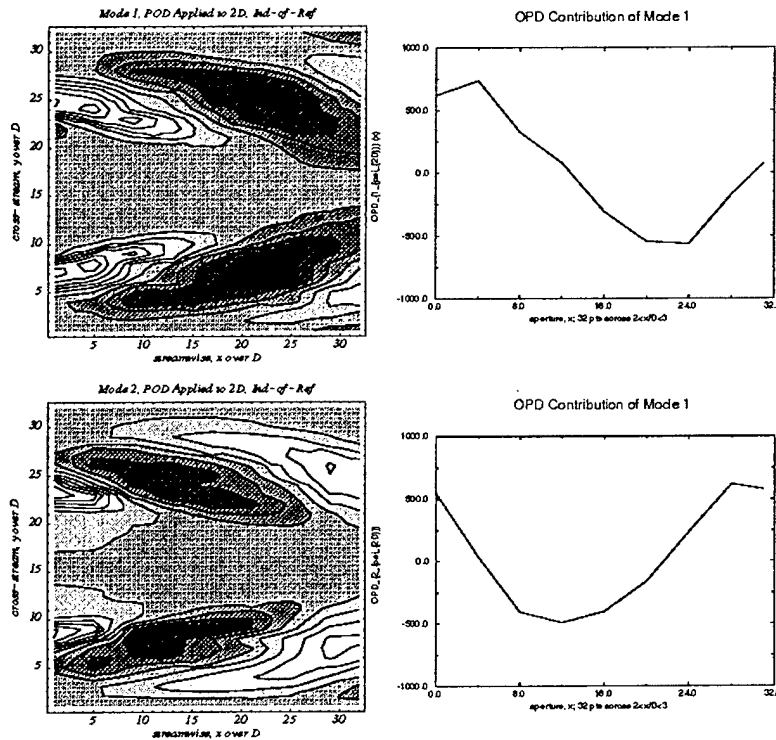 Mode 1, POD Applied to 2D, Ind-of-Ref
30
25
20
15
10
5
cross-stream, y over D
5 10 15 20 25 30
streamwise, x over D
OPD Contribution of Mode 1
1000.0
500.0
0.0
-500.0
-1000.0
0.0 8.0 16.0 24.0 32.
aperture, x; 32 pts across 2<x/D<3
Mode 2, POD Applied to 2D, Ind-of-Ref
30
25
20
15
10
5
cross-stream, y over D
5 10 15 20 25 30
streamwise, x over D
OPD Contribution of Mode 1
1000.0
500.0
0.0
-500.0
-1000.0
0.0 8.0 16.0 24.0 32.
aperture, x; 32 pts across 2<x/D<3